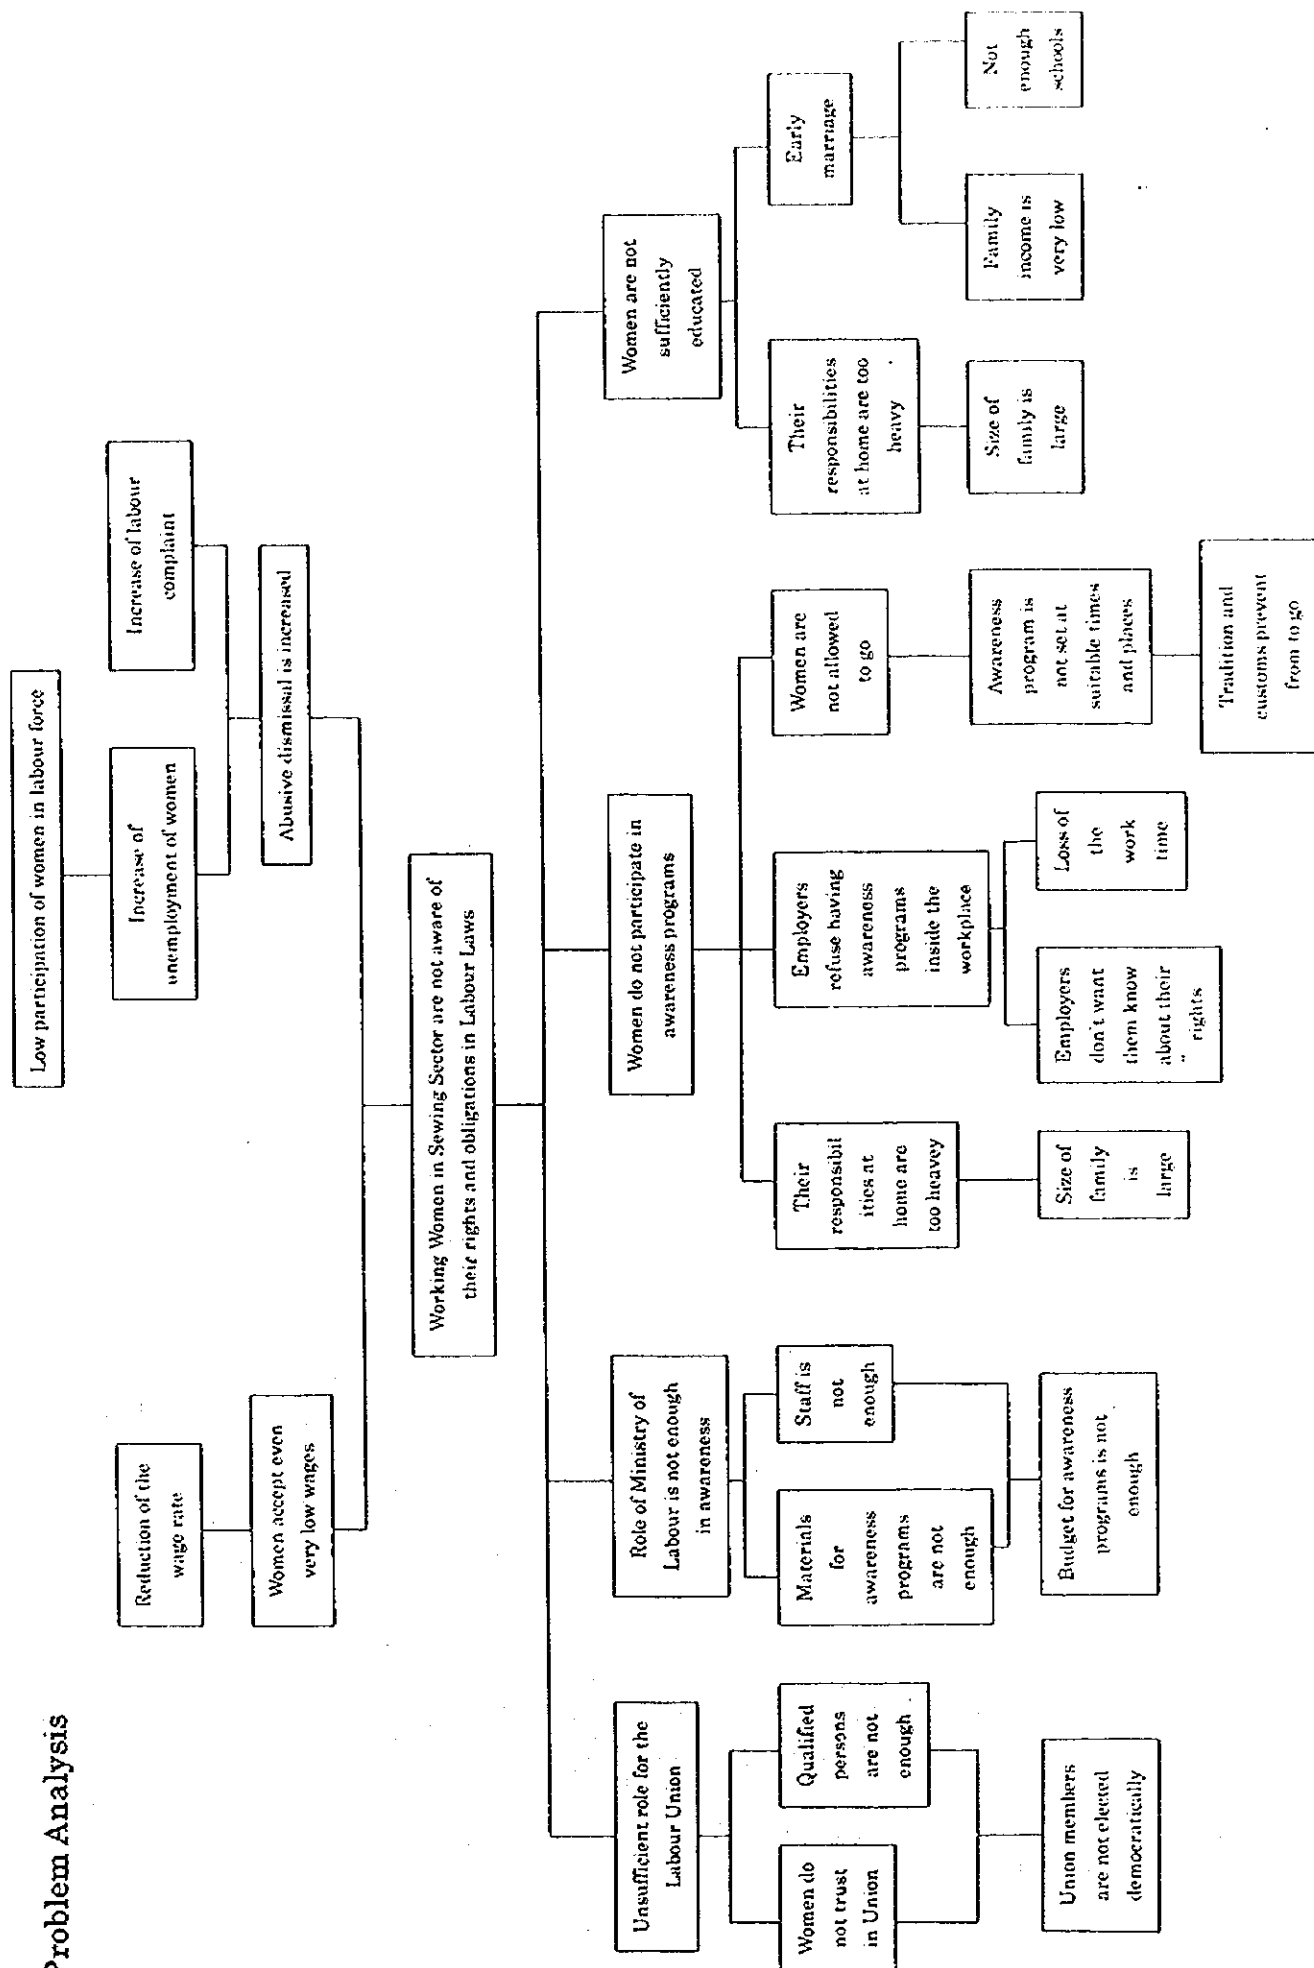 Problem Analysis
Low participation of women in labour force
Reduction of the
wage rate
Increase of
unemployment of women
Increase of labour
complaint
Women accept even
very low wages
Abusive dismissal is increased
Working Women in Sewing Sector are not aware of
their rights and obligations in Labour Laws
Unsufficient role for the
Labour Union
Role of Ministry of
Labour is not enough
in awareness
Women do not participate in
awareness programs
Women are not
sufficiently
educated
Women do
not trust
in Union
Qualified
persons
are not
enough
Materials
for
awareness
programs
are not
enough
Staff is
not
enough
Their
responsibil
ities at
home are
too heavey
Employers
refuse having
awareness
programs
inside the
workplace
Women are
not allowed
to go
Their
responsibilities
at home are too
heavy
Early
marriage
Union members
are not elected
democratically
Budget for awareness
programs is not
enough
Size of
family
is
large
Employers
don't want
them know
about their
rights
Loss of
the
work
time
Awareness
program is
not set at
suitable times
and places
Size of
family is
large
Family
income is
very low
Not
enough
schools
Tradition and
customs prevent
from to go